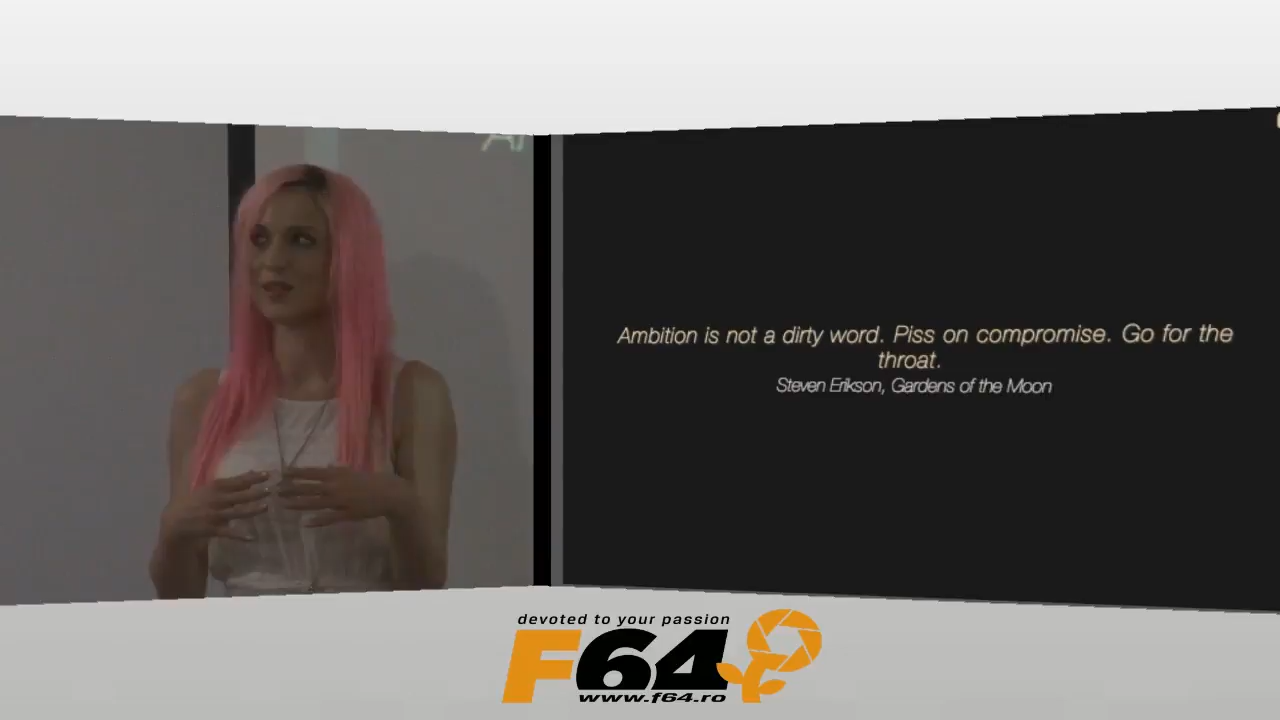 Ambition is not a dirty word. Piss on compromise. Go for the
throat.
Steven Erikson, Gardens of the Moon
devoted to your passion
F64
www.f64.ro